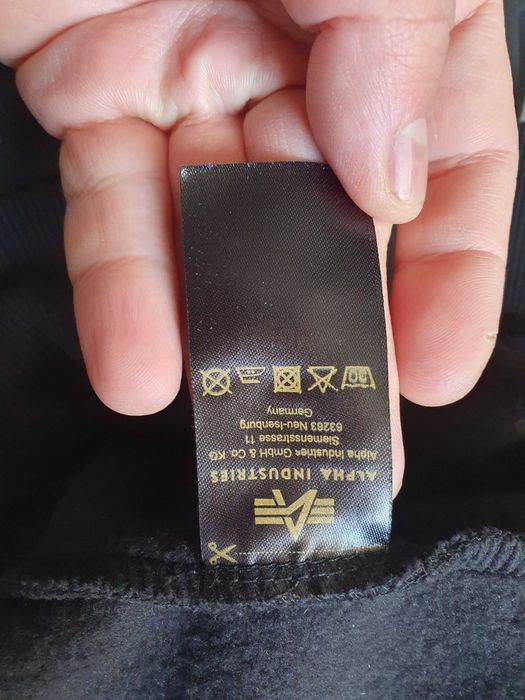 ALPHA INDUSTRIES
Alpha Industries GmbH & Co. KG
Siemensstrasse 11
63263 Neu-Isenburg
Germany